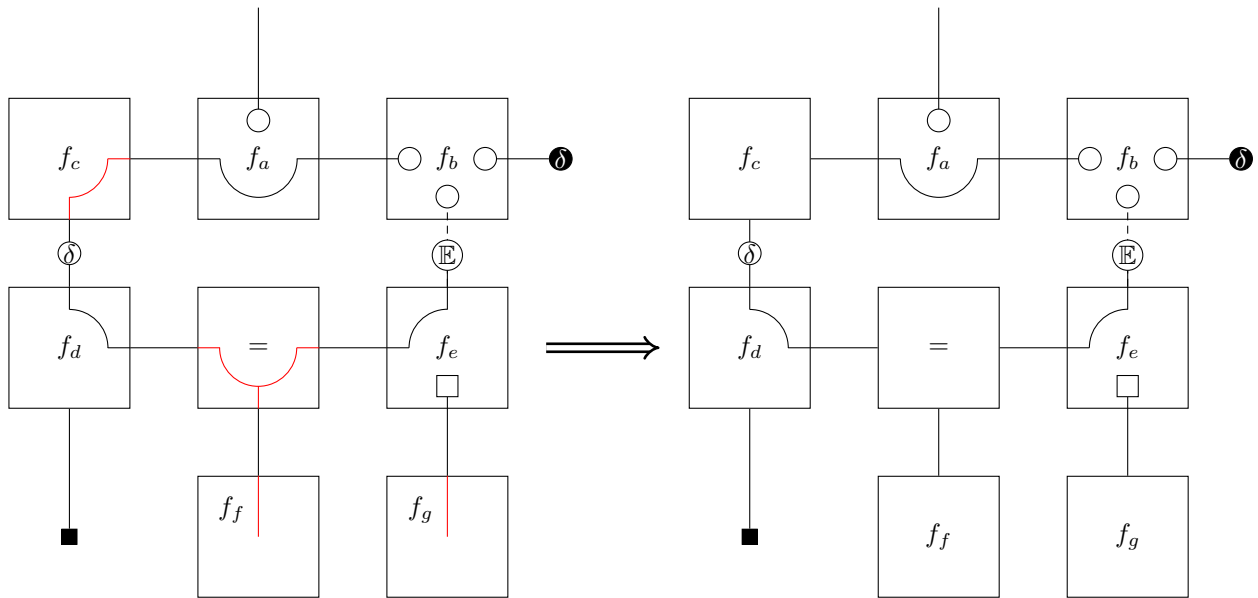 f_c f_a f_b δ f_c f_a f_b δ
δ 𝔼 δ 𝔼
f_d = f_e f_d = f_e
f_f f_g f_f f_g